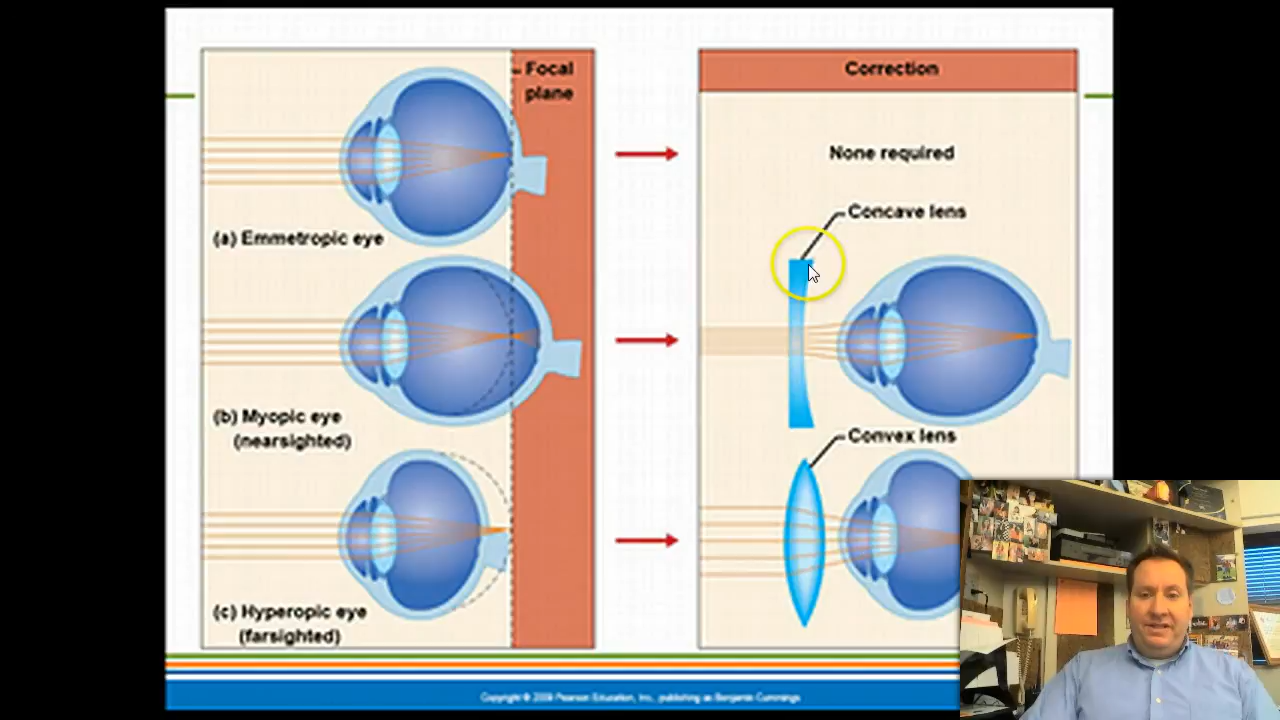 Focal
plane
(a) Emmetropic eye
(b) Myopic eye
(nearsighted)
(c) Hyperopic eye
(farsighted)
Correction
None required
Concave lens
Convex lens
Copyright © 2009 Pearson Education, Inc., publishing as Benjamin Cummings